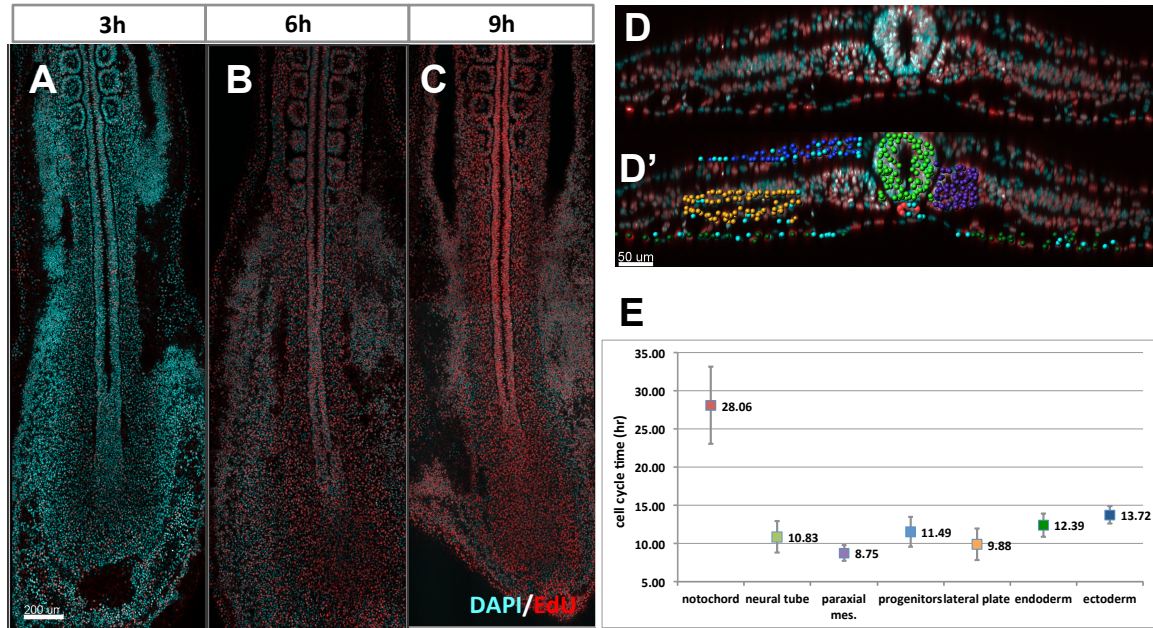 3h 6h 9h
A B C
200 um
DAPI/EdU
D
D'
50 um
E
cell cycle time (hr)
35.00
30.00
25.00
20.00
15.00
10.00
5.00
28.06
10.83
8.75
11.49
9.88
12.39
13.72
notochord neural tube paraxial progenitors lateral plate endoderm ectoderm
mes.